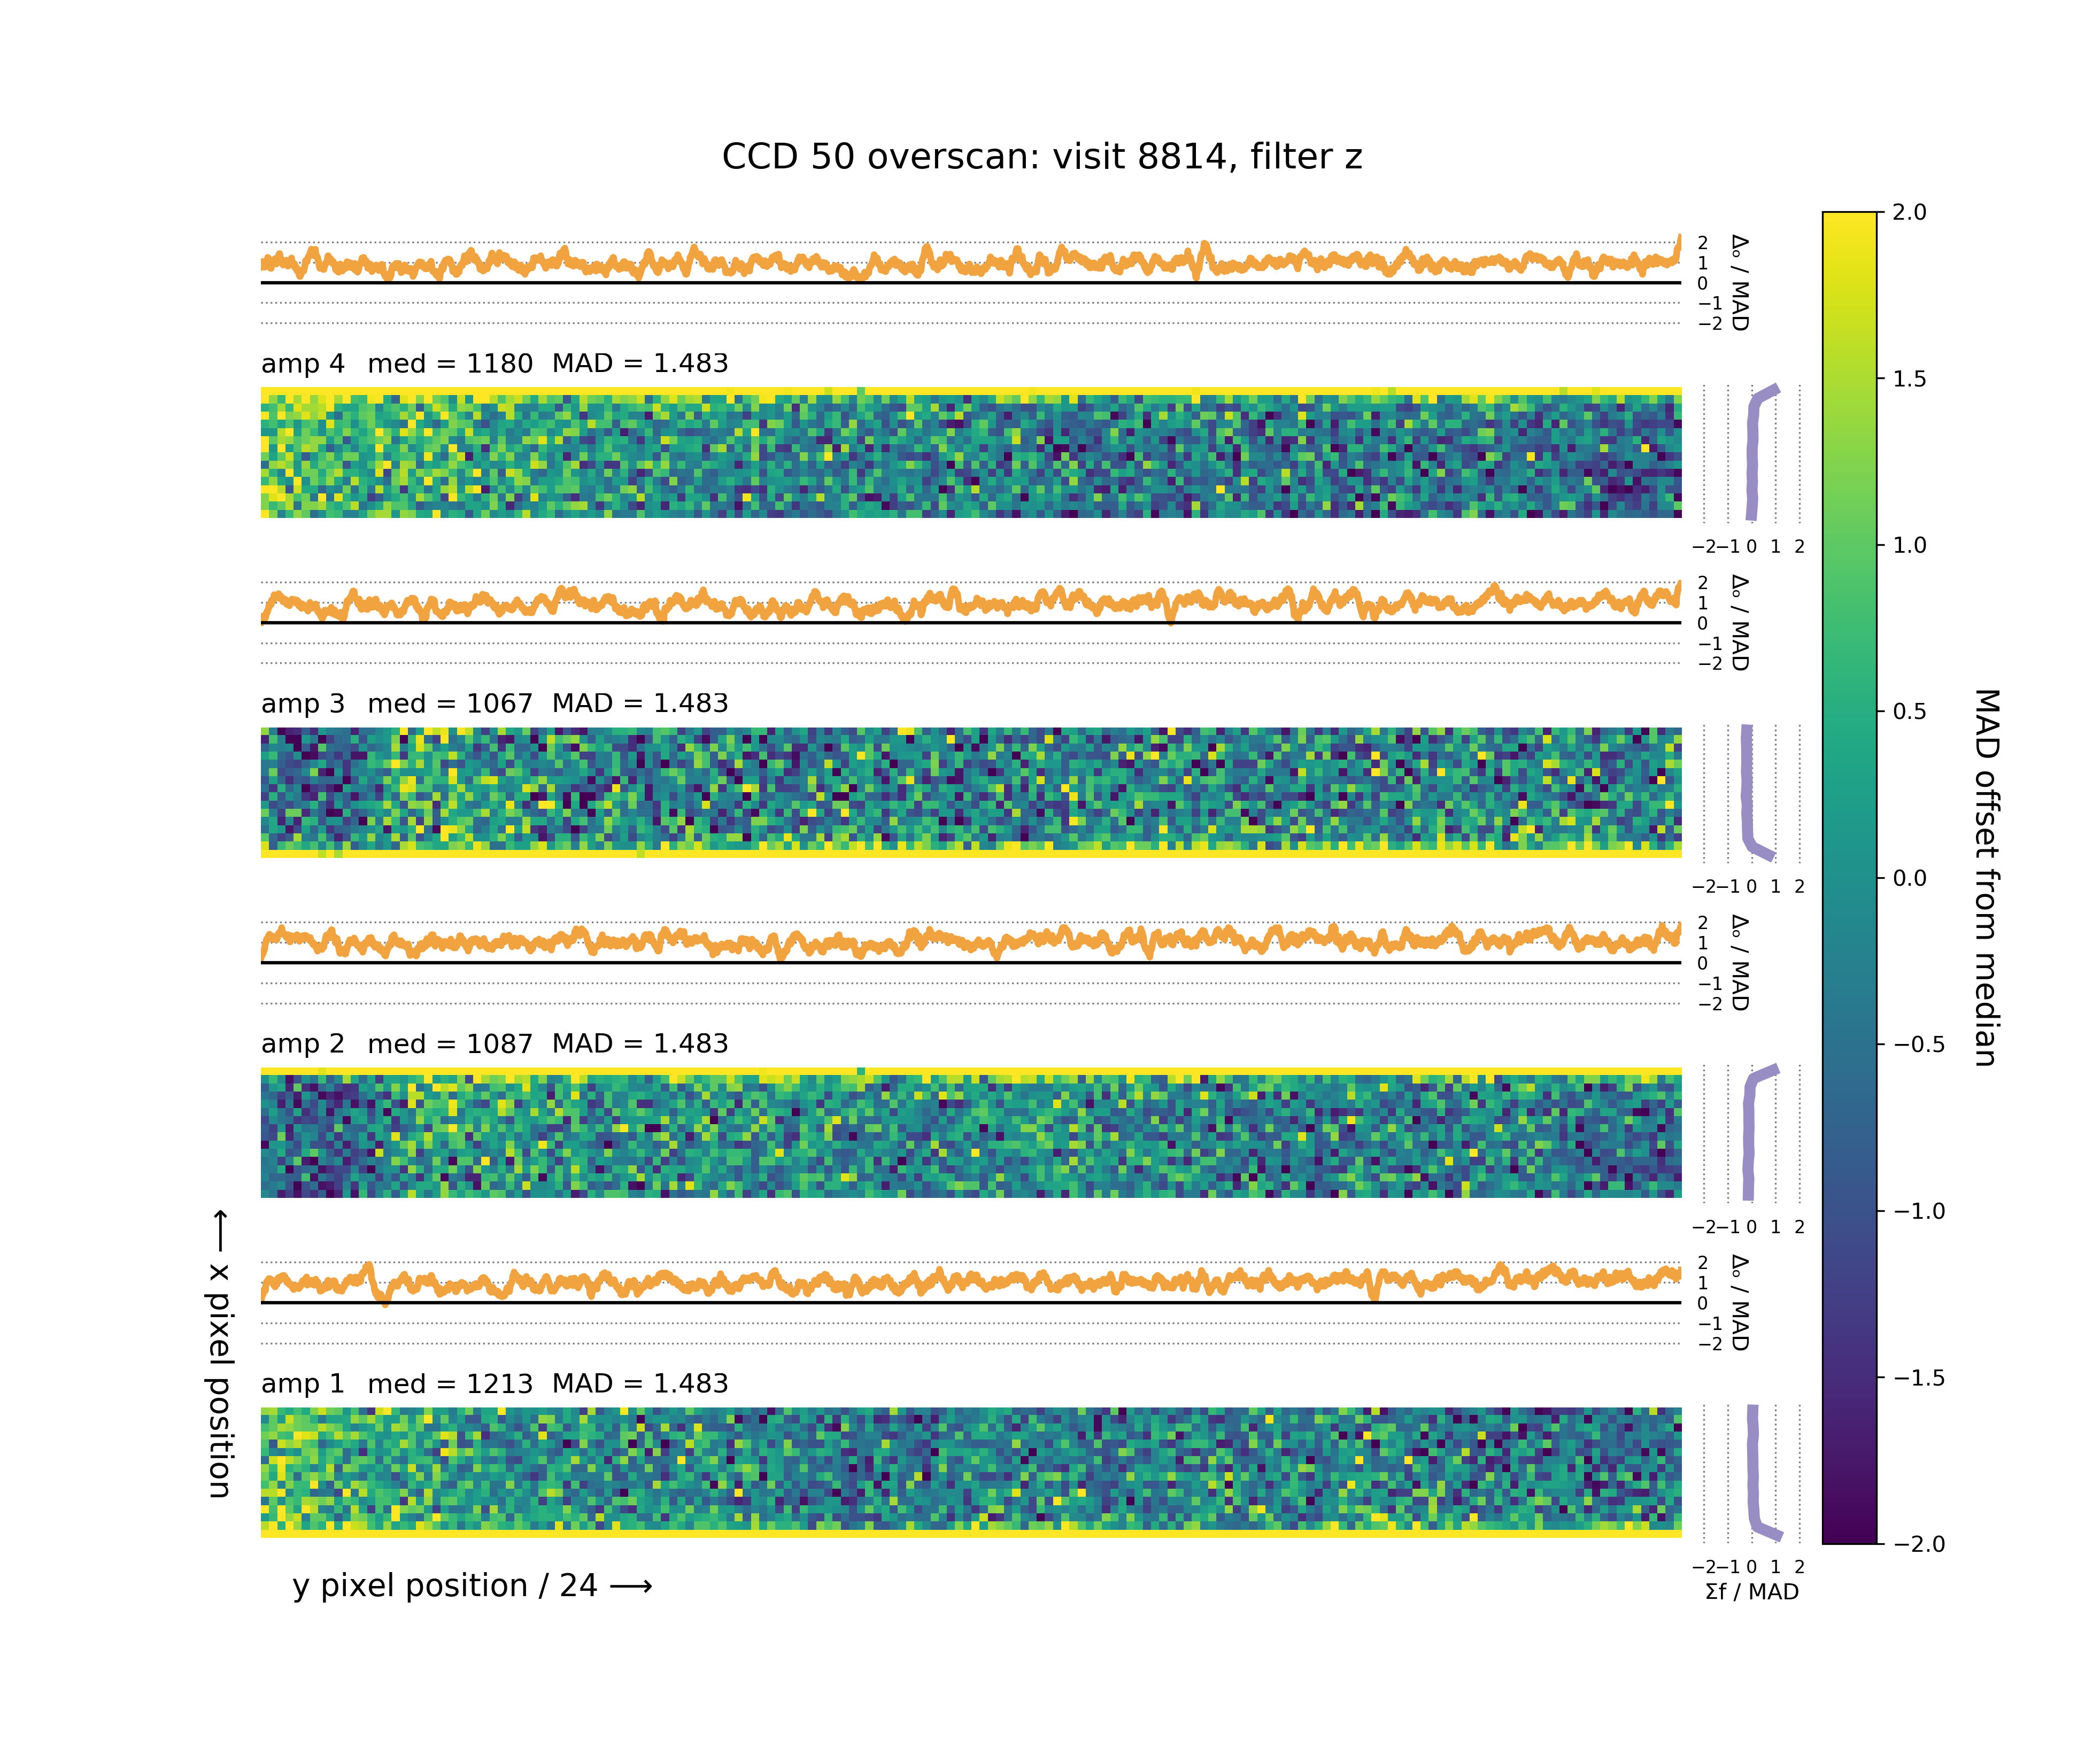 CCD 50 overscan: visit 8814, filter z
2
1
0
−1
−2
Δₒ / MAD
amp 4 med = 1180 MAD = 1.483
−2 −1 0 1 2
2
1
0
−1
−2
Δₒ / MAD
amp 3 med = 1067 MAD = 1.483
−2 −1 0 1 2
2
1
0
−1
−2
Δₒ / MAD
amp 2 med = 1087 MAD = 1.483
−2 −1 0 1 2
2
1
0
−1
−2
Δₒ / MAD
amp 1 med = 1213 MAD = 1.483
−2 −1 0 1 2
Σf / MAD
⟵ x pixel position
y pixel position / 24 ⟶
2.0
1.5
1.0
0.5
0.0
−0.5
−1.0
−1.5
−2.0
MAD offset from median